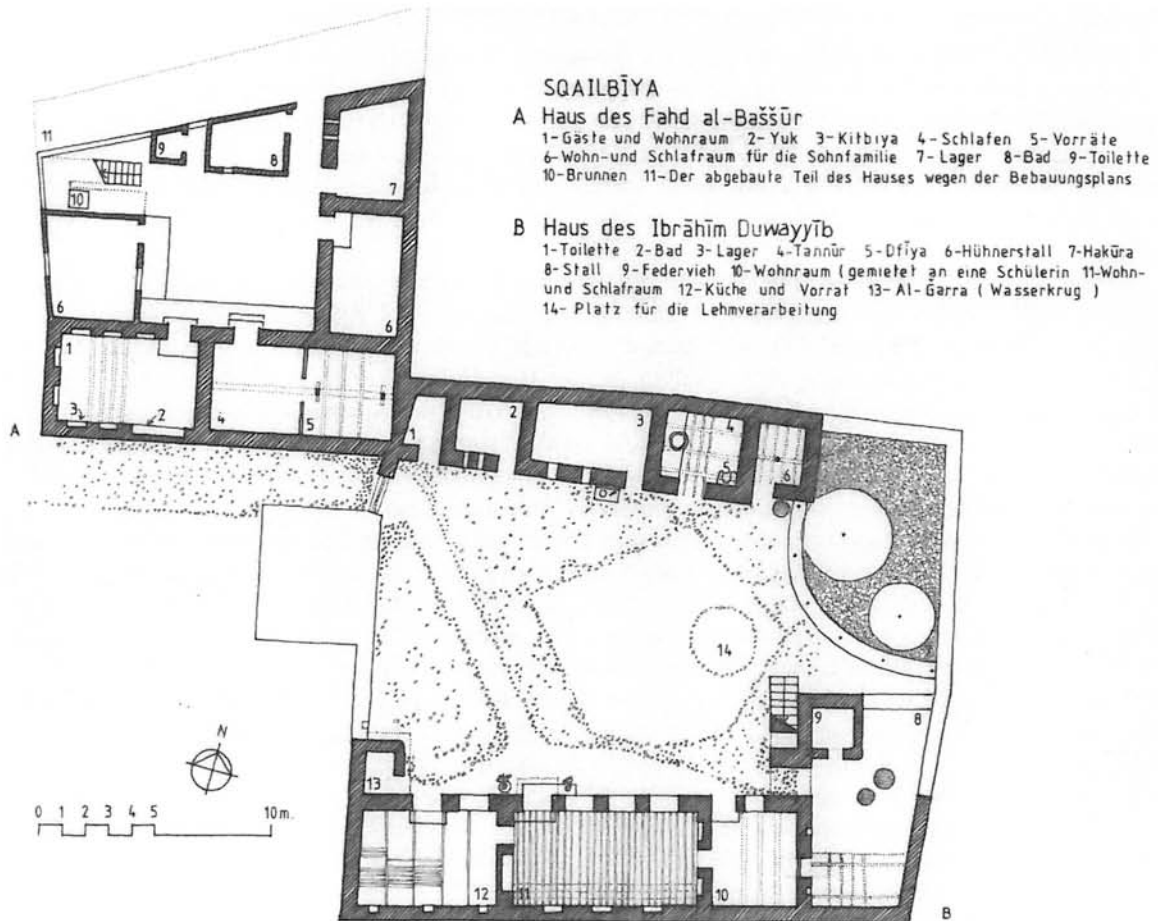 SQAILBĪYA
A Haus des Fahd al-Baššūr
1-Gäste und Wohnraum 2-Yuk 3-Kitbiya 4-Schlafen 5-Vorräte
6-Wohn-und Schlafraum für die Sohnfamilie 7-Lager 8-Bad 9-Toilette
10-Brunnen 11-Der abgebaute Teil des Hauses wegen der Bebauungsplans
B Haus des Ibrāhīm Duwayyīb
1-Toilette 2-Bad 3-Lager 4-Tannūr 5-Dfīya 6-Hühnerstall 7-Hakūra
8-Stall 9-Federvieh 10-Wohnraum (gemietet an eine Schülerin 11-Wohn-
und Schlafraum 12-Küche und Vorrat 13-Al-Ǧarra ( Wasserkrug )
14- Platz für die Lehmverarbeitung
11
9
8
10
7
6
6
1
3
2
4
5
A
1
2
3
4
5
6
14
9
8
13
12
11
10
B
N
0 1 2 3 4 5 10 m.